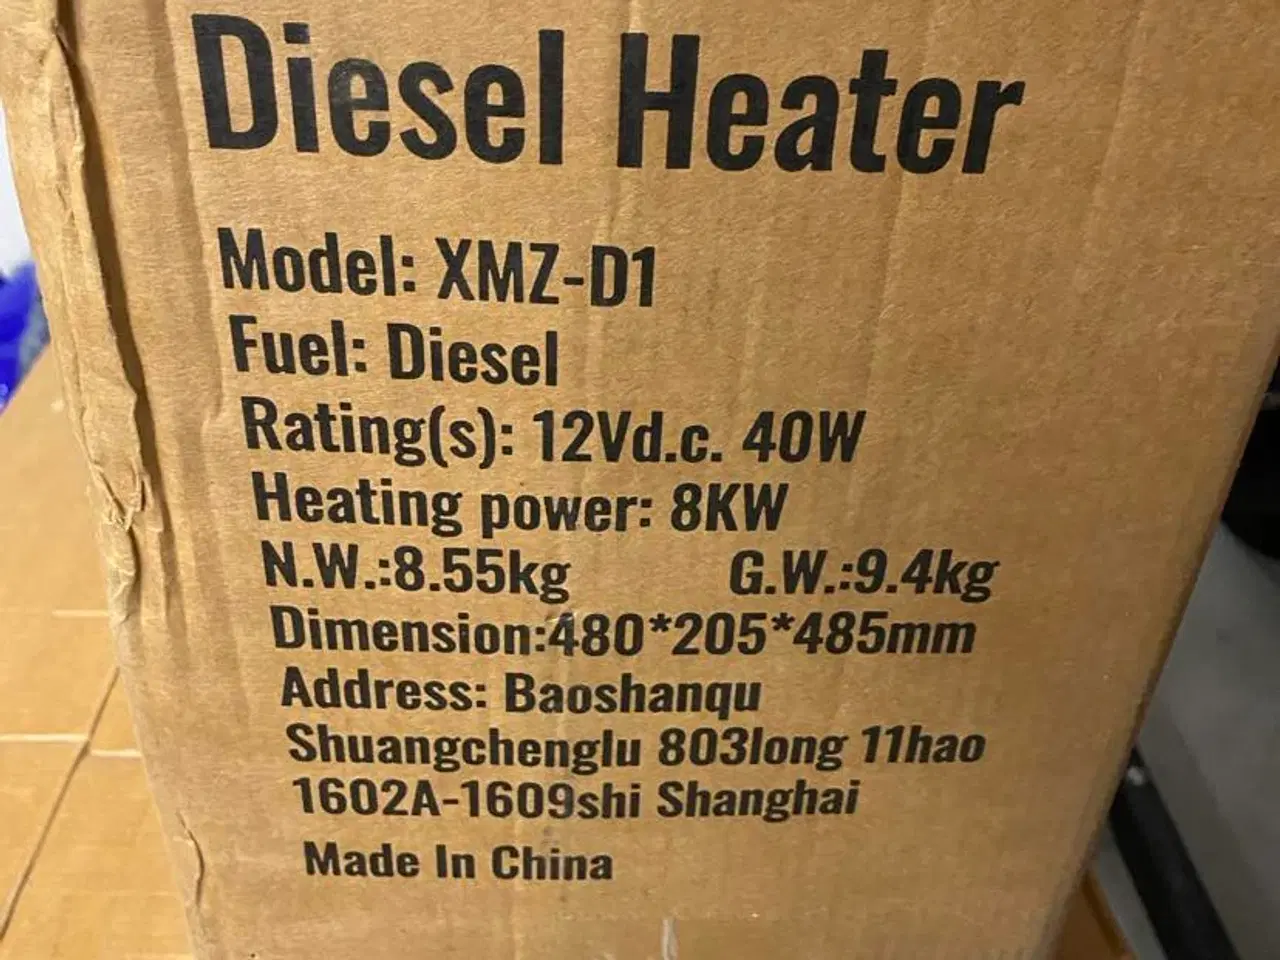 Diesel Heater
Model: XMZ-D1
Fuel: Diesel
Rating(s): 12Vd.c. 40W
Heating power: 8KW
N.W.:8.55kg G.W.:9.4kg
Dimension:480*205*485mm
Address: Baoshanqu
Shuangchenglu 803long 11hao
1602A-1609shi Shanghai
Made In China